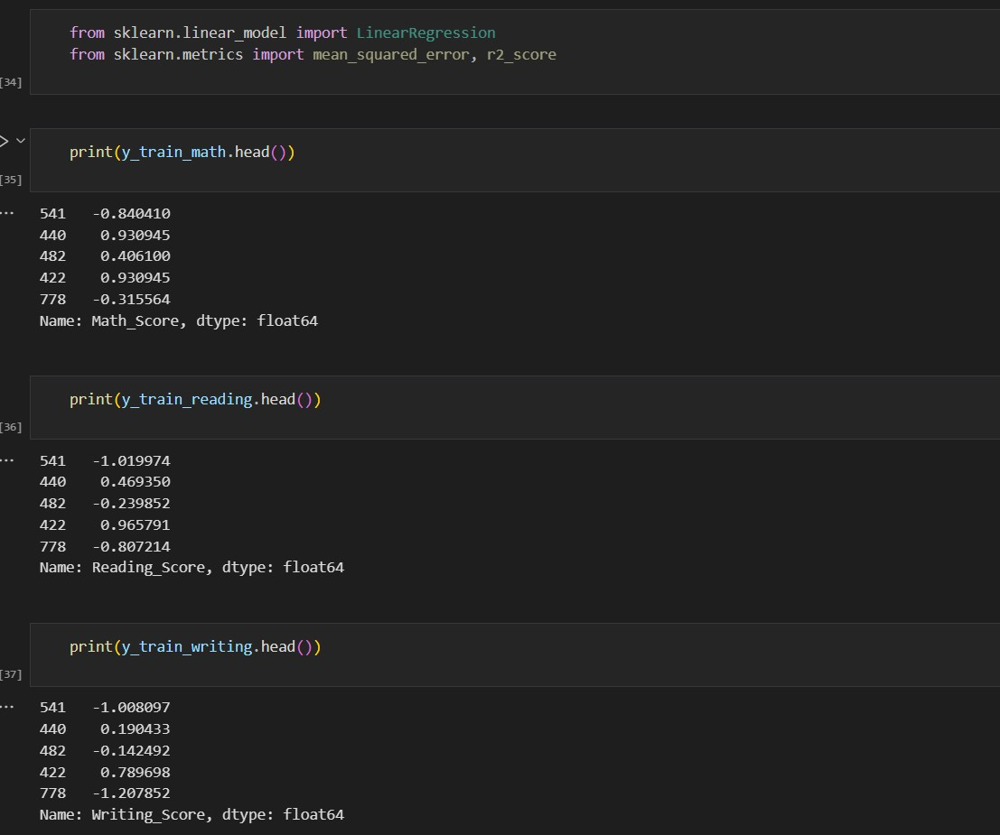 from sklearn.linear_model import LinearRegression
from sklearn.metrics import mean_squared_error, r2_score
[34]
print(y_train_math.head())
[35]
... 541   -0.840410
440    0.930945
482    0.406100
422    0.930945
778   -0.315564
Name: Math_Score, dtype: float64
print(y_train_reading.head())
[36]
... 541   -1.019974
440    0.469350
482   -0.239852
422    0.965791
778   -0.807214
Name: Reading_Score, dtype: float64
print(y_train_writing.head())
[37]
... 541   -1.008097
440    0.190433
482   -0.142492
422    0.789698
778   -1.207852
Name: Writing_Score, dtype: float64